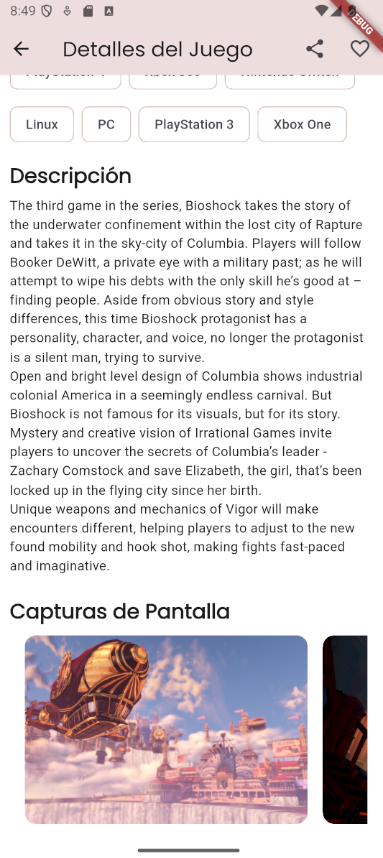 8:49
DEBUG
Detalles del Juego
Xbox 360
Nintendo Switch
Linux
PC
PlayStation 3
Xbox One
Descripción
The third game in the series, Bioshock takes the story of
the underwater confinement within the lost city of Rapture
and takes it in the sky-city of Columbia. Players will follow
Booker DeWitt, a private eye with a military past; as he will
attempt to wipe his debts with the only skill he’s good at –
finding people. Aside from obvious story and style
differences, this time Bioshock protagonist has a
personality, character, and voice, no longer the protagonist
is a silent man, trying to survive.
Open and bright level design of Columbia shows industrial
colonial America in a seemingly endless carnival. But
Bioshock is not famous for its visuals, but for its story.
Mystery and creative vision of Irrational Games invite
players to uncover the secrets of Columbia’s leader -
Zachary Comstock and save Elizabeth, the girl, that’s been
locked up in the flying city since her birth.
Unique weapons and mechanics of Vigor will make
encounters different, helping players to adjust to the new
found mobility and hook shot, making fights fast-paced
and imaginative.
Capturas de Pantalla